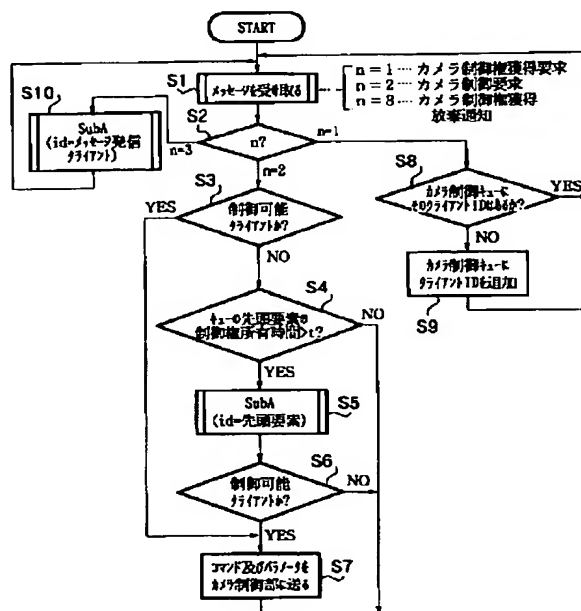 START
S1
メッセージを受け取る
n=1…カメラ制御権獲得要求
n=2…カメラ制御要求
n=3…カメラ制御権獲得
放棄通知
S10
SubA
(id=メッセージ発信
クライアント)
S2
n?
n=3
n=1
n=2
S3
制御可能
クライアントか?
YES
NO
S8
カメラ制御キューに
そのクライアントIDはあるか?
YES
NO
カメラ制御キューに
クライアントIDを追加
S9
S4
キューの先頭要素の
制御権所有時間>t?
NO
YES
SubA
(id=先頭要素)
S5
S6
制御可能
クライアントか?
NO
YES
コマンド及びパラメータを
カメラ制御部に送る
S7